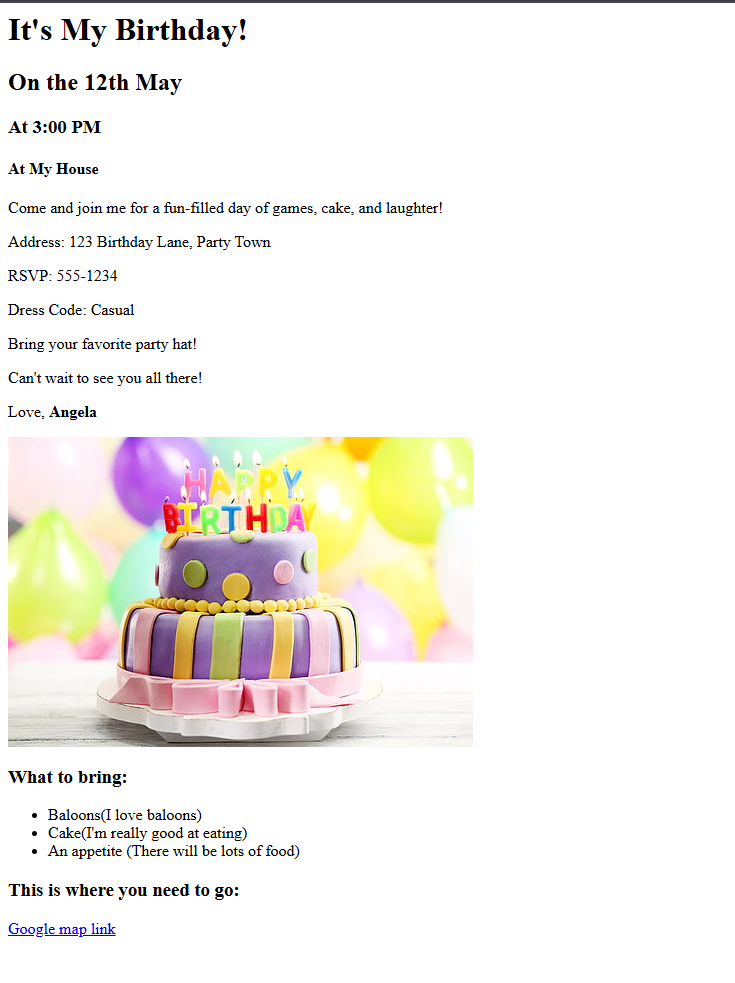 It's My Birthday!
On the 12th May
At 3:00 PM
At My House
Come and join me for a fun-filled day of games, cake, and laughter!
Address: 123 Birthday Lane, Party Town
RSVP: 555-1234
Dress Code: Casual
Bring your favorite party hat!
Can't wait to see you all there!
Love, Angela
HAPPY
BIRTHDAY
What to bring:
Baloons(I love baloons)
Cake(I'm really good at eating)
An appetite (There will be lots of food)
This is where you need to go:
Google map link